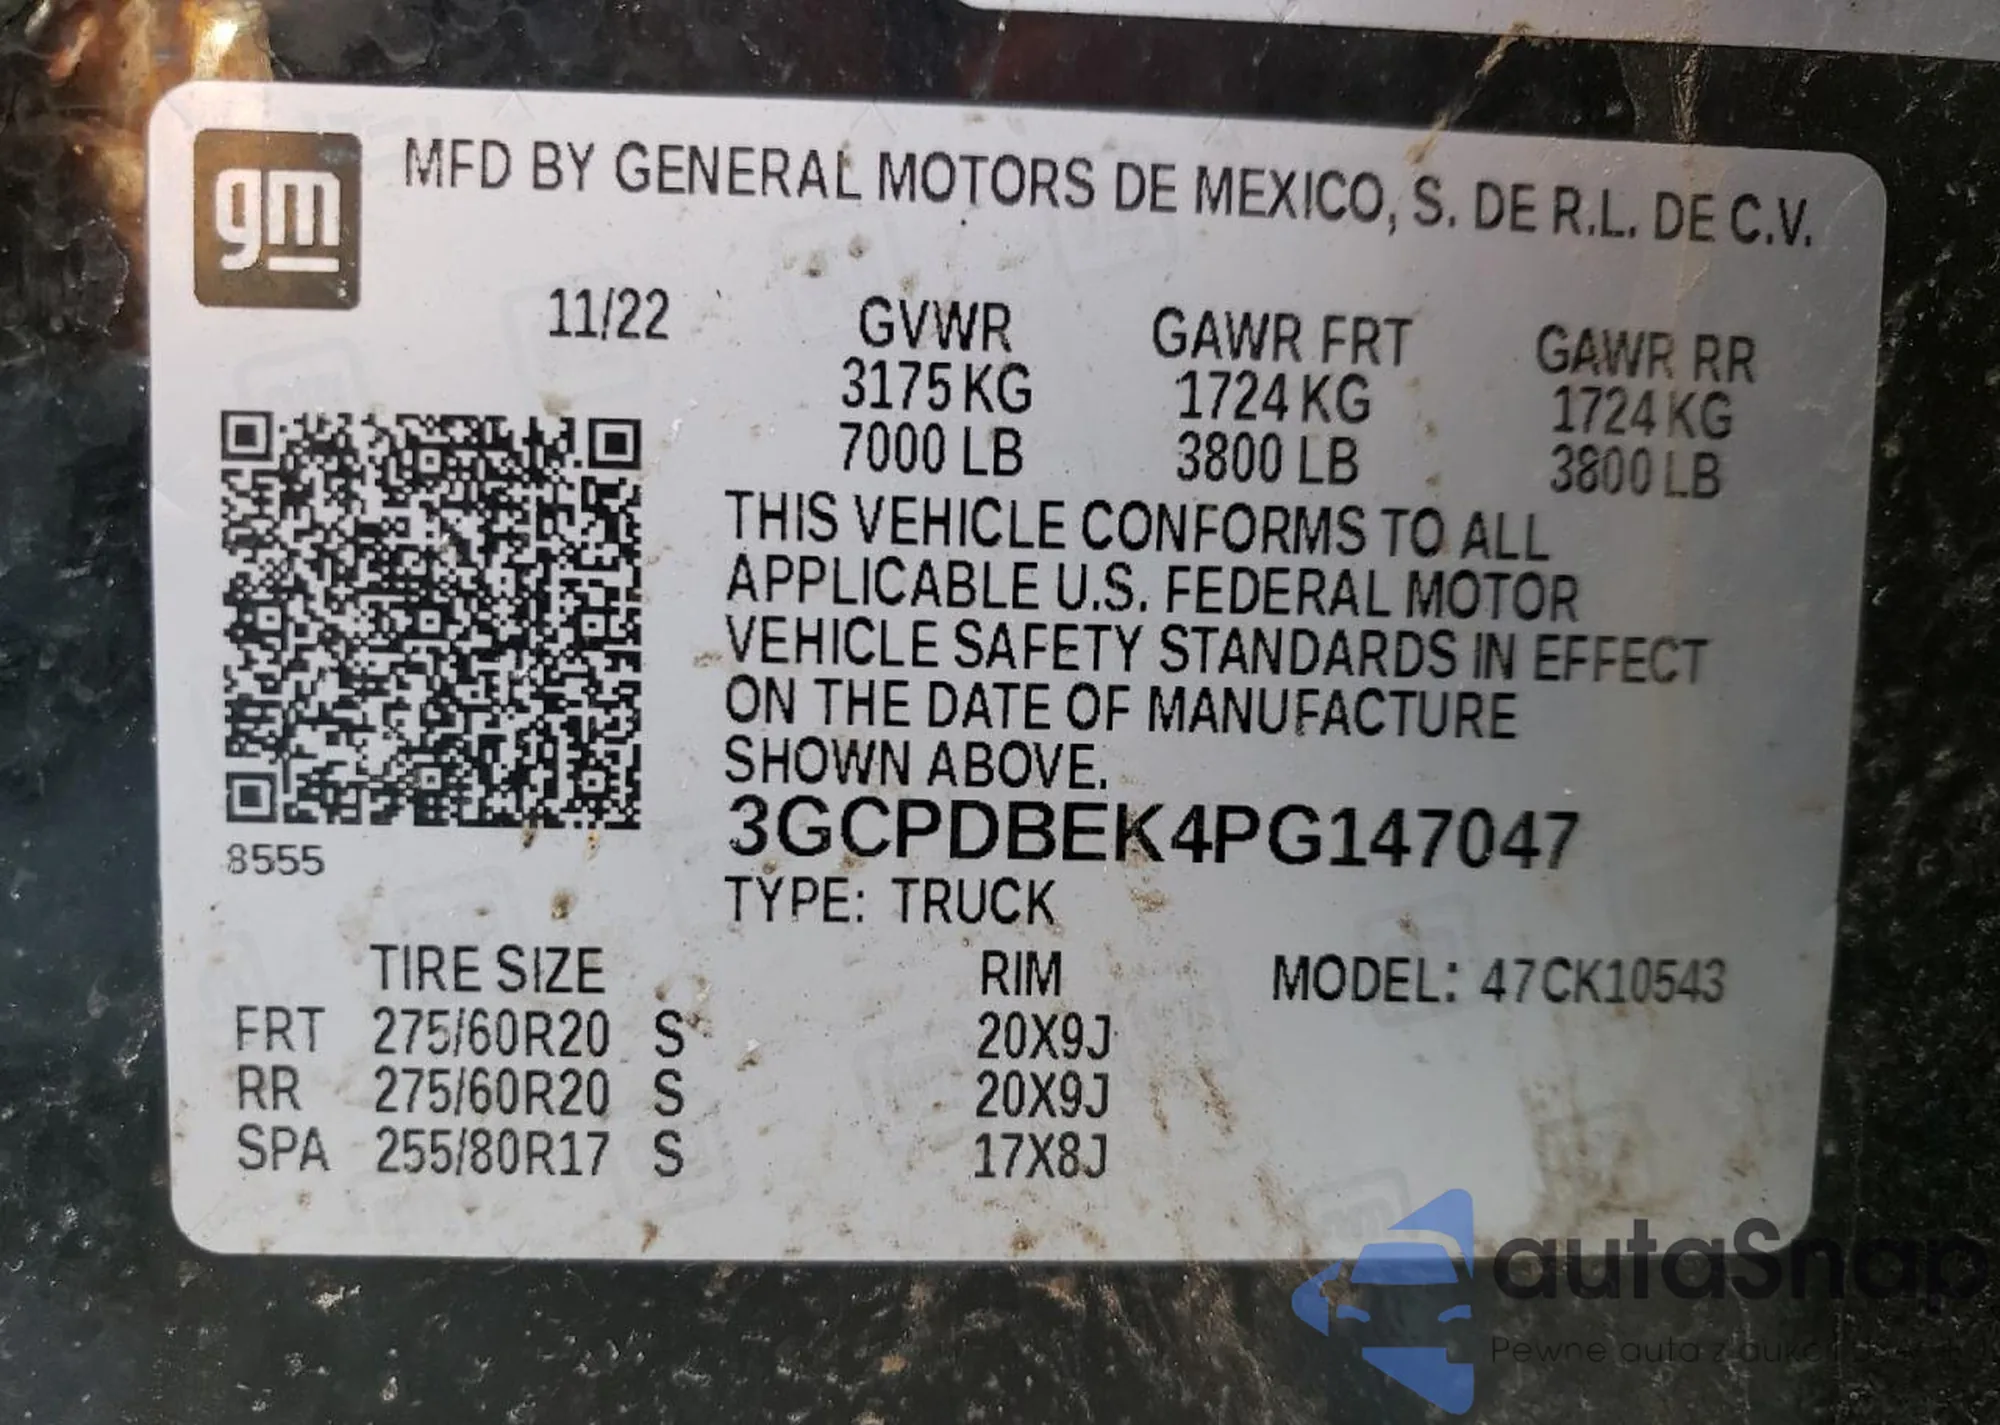 gm
MFD BY GENERAL MOTORS DE MEXICO, S. DE R.L. DE C.V.
11/22 GVWR GAWR FRT GAWR RR
3175 KG 1724 KG 1724 KG
7000 LB 3800 LB 3800 LB
THIS VEHICLE CONFORMS TO ALL
APPLICABLE U.S. FEDERAL MOTOR
VEHICLE SAFETY STANDARDS IN EFFECT
ON THE DATE OF MANUFACTURE
SHOWN ABOVE.
3GCPDBEK4PG147047
8555
TYPE: TRUCK
TIRE SIZE RIM MODEL: 47CK10543
FRT 275/60R20 S 20X9J
RR 275/60R20 S 20X9J
SPA 255/80R17 S 17X8J
autaSnap
Pewne auta z